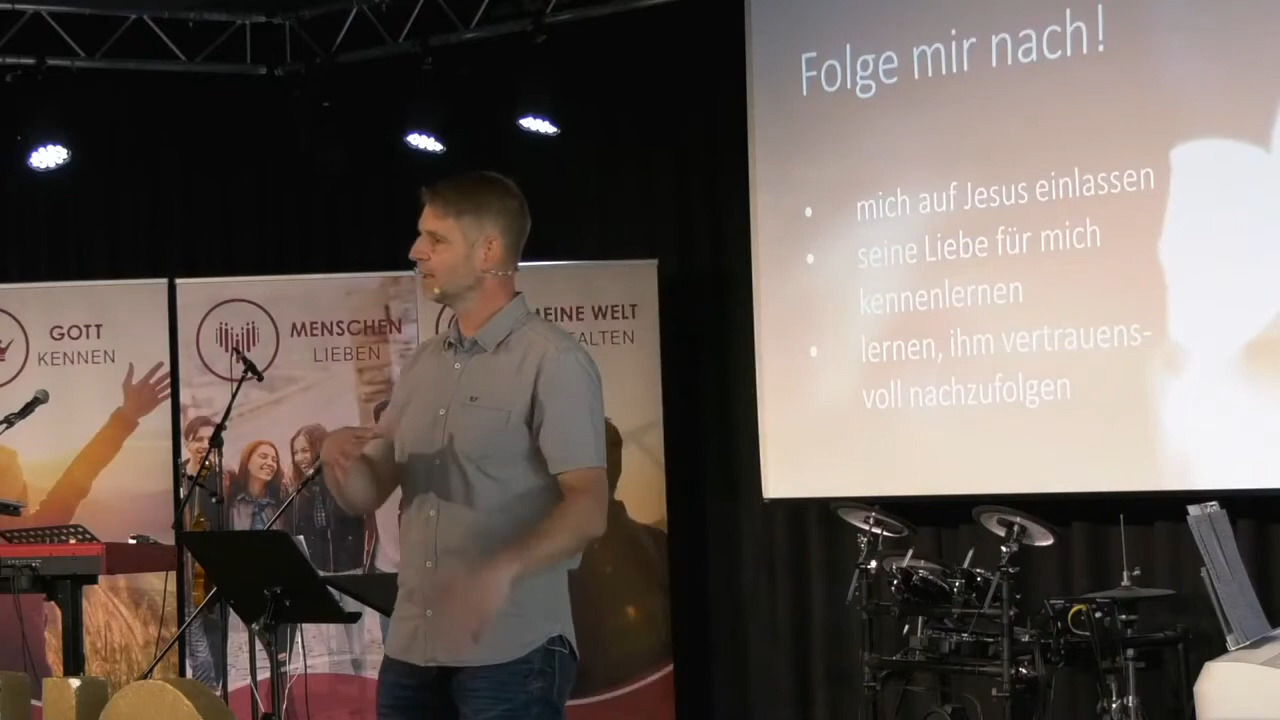 Folge mir nach!
• mich auf Jesus einlassen
• seine Liebe für mich
kennenlernen
• lernen, ihm vertrauens-
voll nachzufolgen
GOTT
KENNEN
MENSCHEN
LIEBEN
WELT